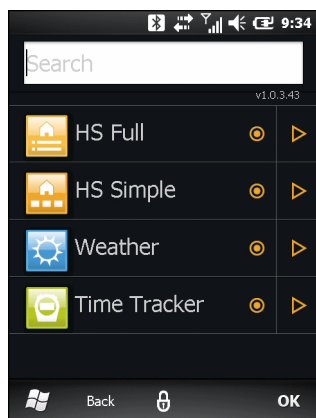 9:34
Search
v1.0.3.43
HS Full
HS Simple
Weather
Time Tracker
Back OK